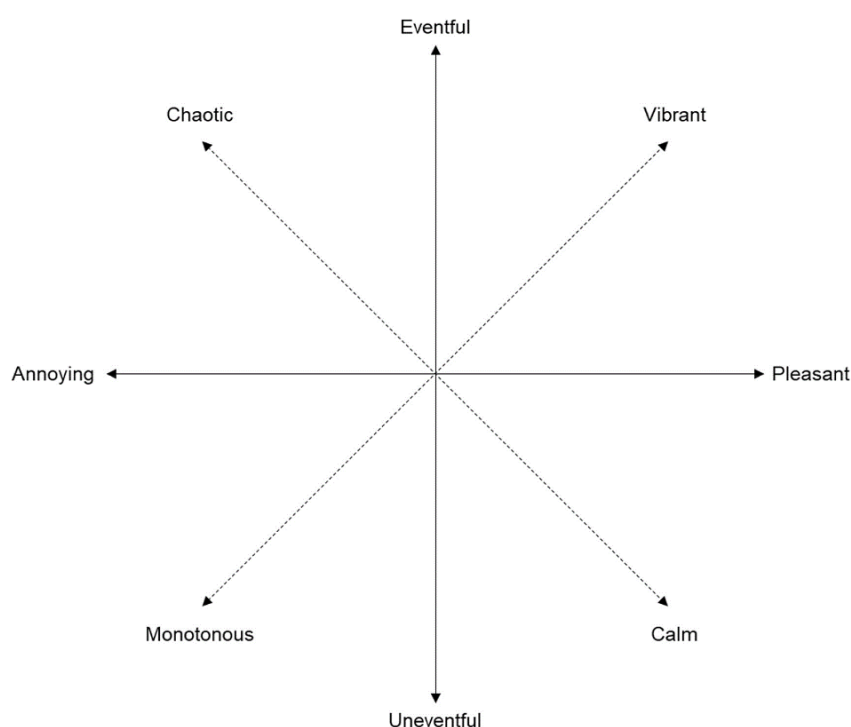 Eventful
Chaotic
Vibrant
Annoying
Pleasant
Monotonous
Calm
Uneventful